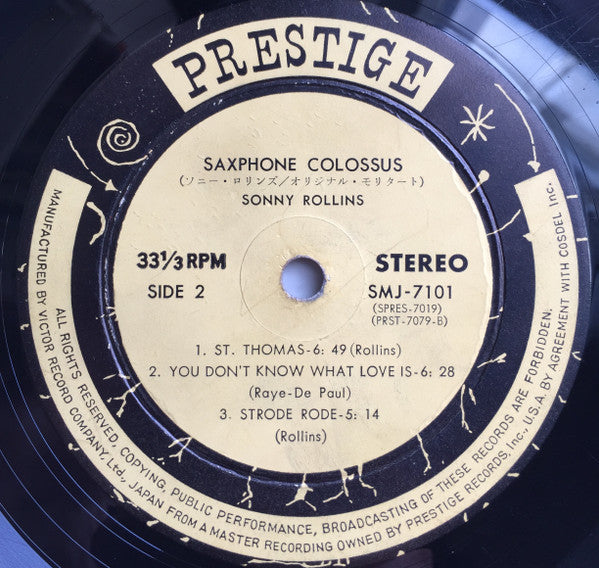 PRESTIGE
SAXPHONE COLOSSUS
(ソニー・ロリンズ/オリジナル・モリタート)
SONNY ROLLINS
33⅓ RPM
STEREO
SIDE 2
SMJ-7101
(SPRES-7019)
(PRST-7079-B)
1. ST. THOMAS-6: 49 (Rollins)
2. YOU DON'T KNOW WHAT LOVE IS-6: 28
(Raye-De Paul)
3. STRODE RODE-5: 14
(Rollins)
ALL RIGHTS RESERVED, COPYING, PUBLIC PERFORMANCE, BROADCASTING OF THESE RECORDS ARE FORBIDDEN.
MANUFACTURED BY VICTOR RECORD COMPANY, Ltd., JAPAN FROM A MASTER RECORDING OWNED BY PRESTIGE RECORDS, Inc., U.S.A. BY AGREEMENT WITH COSDEL Inc.